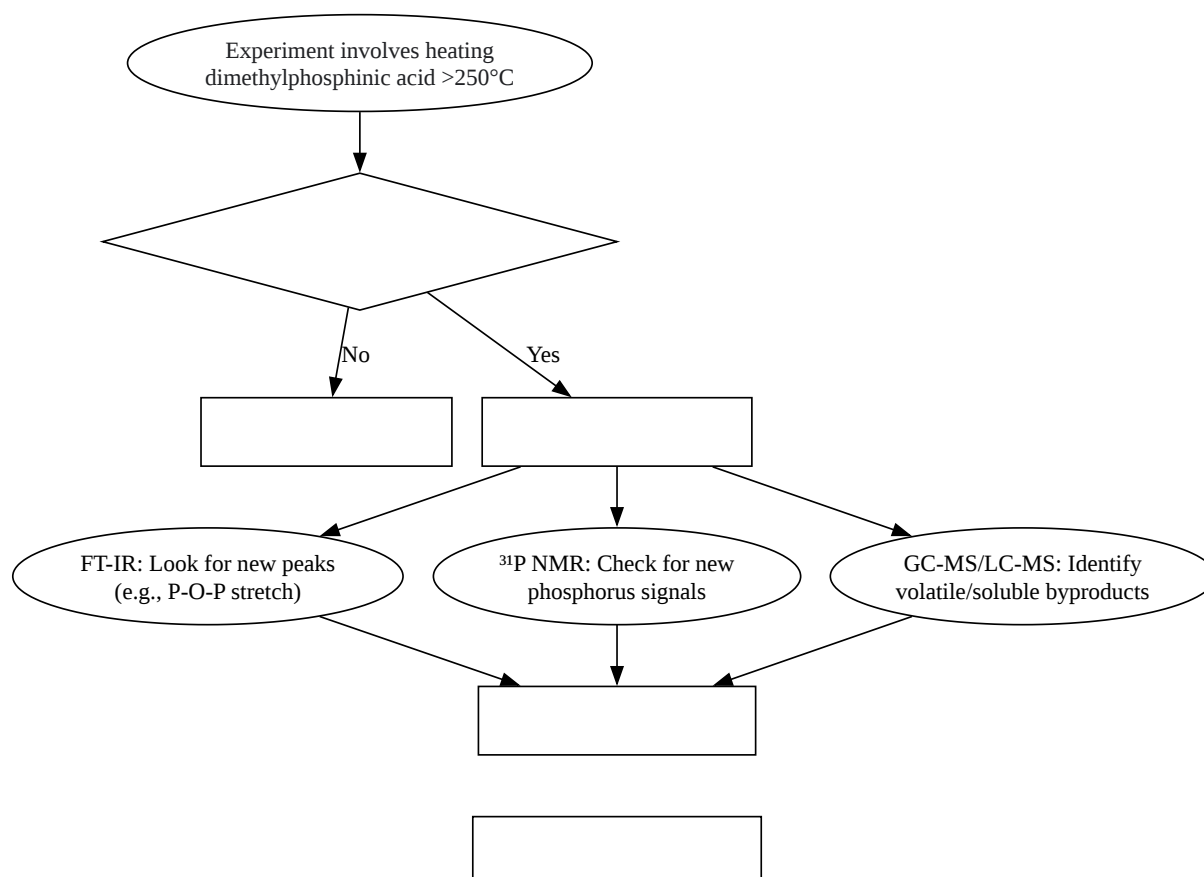 Experiment involves heating
dimethylphosphinic acid >250°C
No
Yes
FT-IR: Look for new peaks
(e.g., P-O-P stretch)
³¹P NMR: Check for new
phosphorus signals
GC-MS/LC-MS: Identify
volatile/soluble byproducts